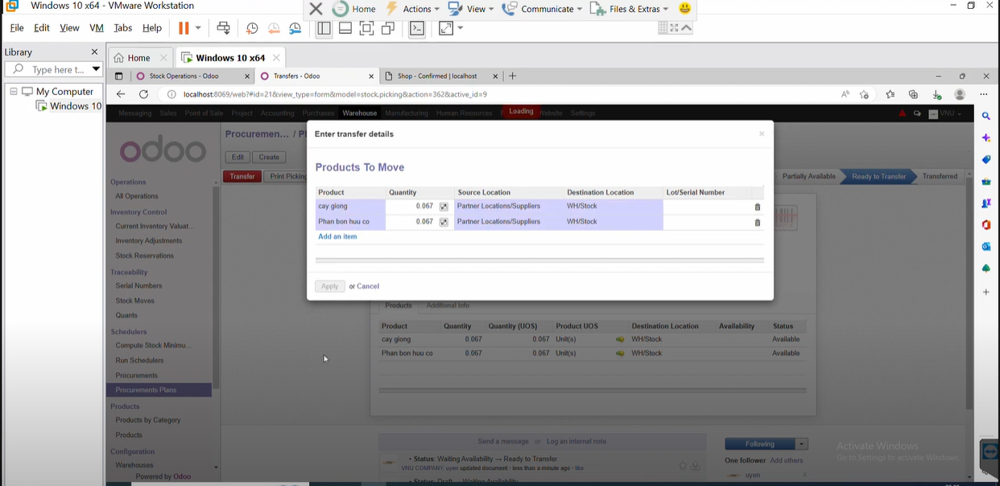 Windows 10 x64 - VMware Workstation
Home Actions View Communicate Files & Extras
File Edit View VM Tabs Help
Library
Home Windows 10 x64
Type here t...
Stock Operations - Odoo Transfers - Odoo Shop - Confirmed | localhost
My Computer
Windows 10
localhost:8069/web?#id=21&view_type=form&model=stock.picking&action=362&active_id=9
Messaging Sales Point of Sale Project Accounting Purchases Warehouse Manufacturing Human Resources Loading Website Settings VNU
odoo
Procuremen... /
Edit Create
Transfer Print Picking
Partially Available Ready to Transfer Transferred
Operations
All Operations
Inventory Control
Current Inventory Valuat...
Inventory Adjustments
Stock Reservations
Traceability
Serial Numbers
Stock Moves
Quants
Schedulers
Compute Stock Minimu...
Run Schedulers
Procurements
Procurements Plans
Products
Products by Category
Products
Configuration
Warehouses
Powered by Odoo
Enter transfer details
Products To Move
Product Quantity Source Location Destination Location Lot/Serial Number
cay giong 0.067 Partner Locations/Suppliers WH/Stock
Phan bon huu co 0.067 Partner Locations/Suppliers WH/Stock
Add an item
Apply or Cancel
Products Additional Info
Product Quantity Quantity (UOS) Product UOS Destination Location Availability Status
cay giong 0.067 0.067 Unit(s) WH/Stock Available
Phan bon huu co 0.067 0.067 Unit(s) WH/Stock Available
Send a message or Log an internal note
• Status: Waiting Availability → Ready to Transfer
VNU COMPANY, uyen updated document - less than a minute ago - like
• Status: Draft → Waiting Availability
Following
One follower Add others
uyen
Activate Windows
Go to Settings to activate Windows.